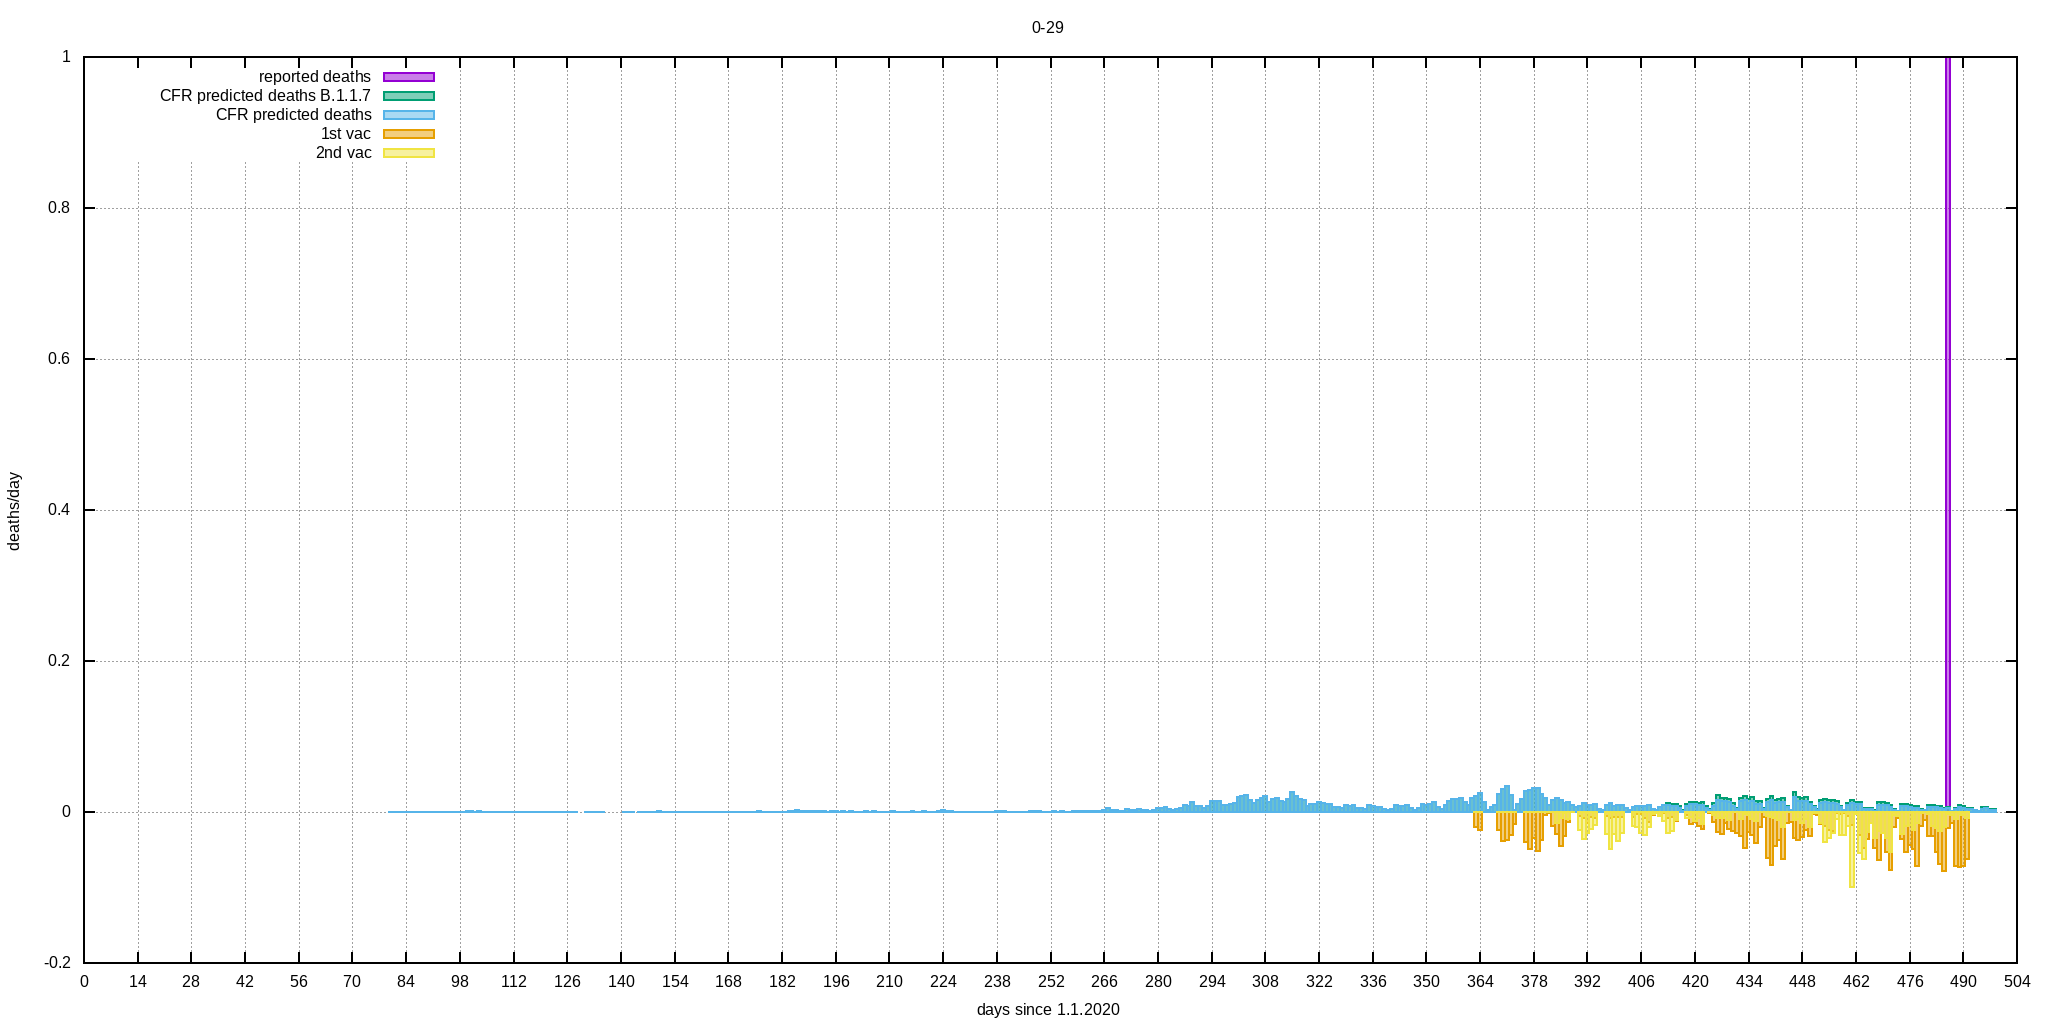 0-29
reported deaths
CFR predicted deaths B.1.1.7
CFR predicted deaths
1st vac
2nd vac
1
0.8
0.6
0.4
0.2
0
-0.2
deaths/day
0 14 28 42 56 70 84 98 112 126 140 154 168 182 196 210 224 238 252 266 280 294 308 322 336 350 364 378 392 406 420 434 448 462 476 490 504
days since 1.1.2020